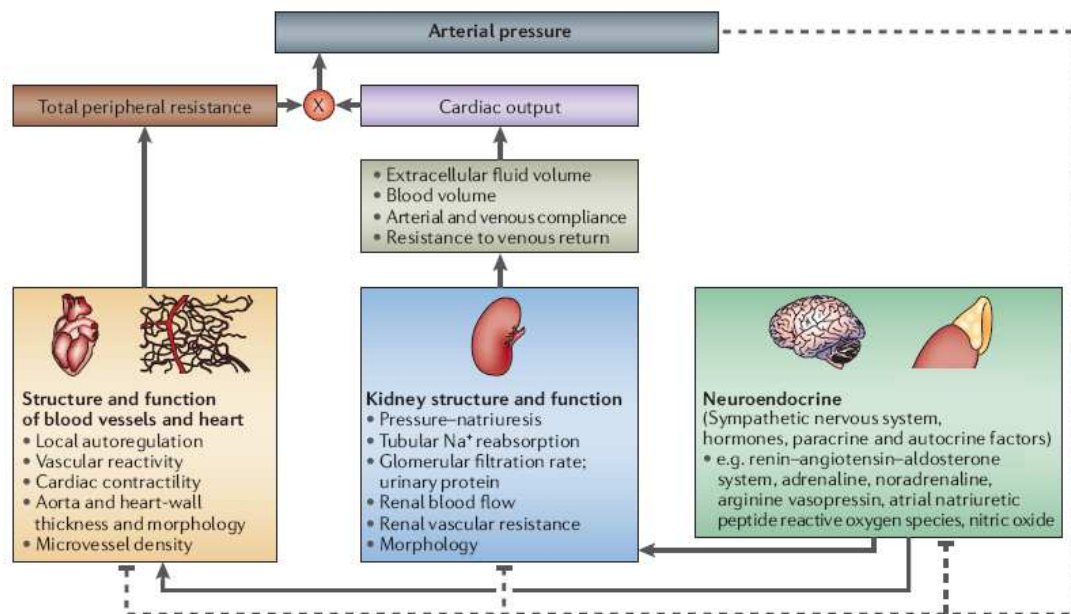 Arterial pressure
Total peripheral resistance
X
Cardiac output
• Extracellular fluid volume
• Blood volume
• Arterial and venous compliance
• Resistance to venous return
Structure and function
of blood vessels and heart
• Local autoregulation
• Vascular reactivity
• Cardiac contractility
• Aorta and heart-wall
thickness and morphology
• Microvessel density
Kidney structure and function
• Pressure–natriuresis
• Tubular Na⁺ reabsorption
• Glomerular filtration rate;
urinary protein
• Renal blood flow
• Renal vascular resistance
• Morphology
Neuroendocrine
(Sympathetic nervous system,
hormones, paracrine and autocrine factors)
• e.g. renin–angiotensin–aldosterone
system, adrenaline, noradrenaline,
arginine vasopressin, atrial natriuretic
peptide reactive oxygen species, nitric oxide